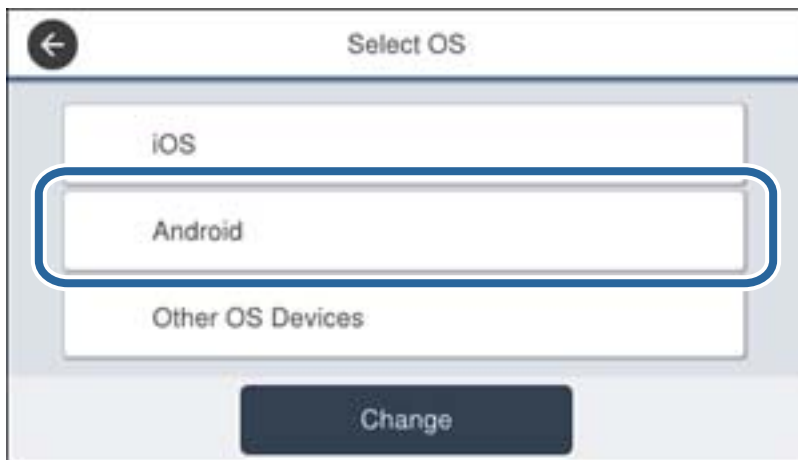 Select OS
iOS
Android
Other OS Devices
Change